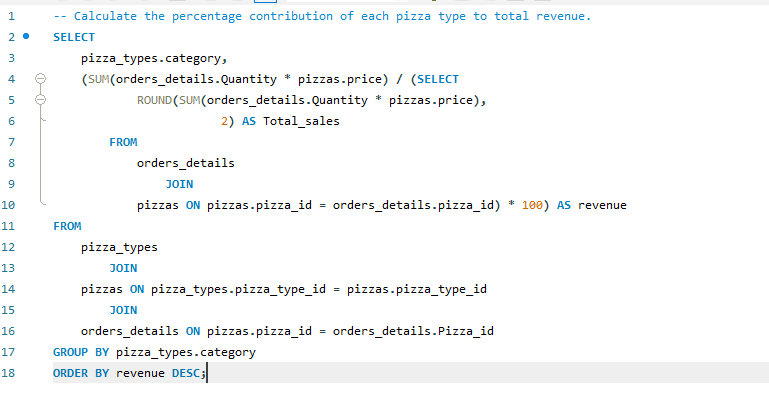 1 -- Calculate the percentage contribution of each pizza type to total revenue.
2 SELECT
3 pizza_types.category,
4 (SUM(orders_details.Quantity * pizzas.price) / (SELECT
5 ROUND(SUM(orders_details.Quantity * pizzas.price),
6 2) AS Total_sales
7 FROM
8 orders_details
9 JOIN
10 pizzas ON pizzas.pizza_id = orders_details.pizza_id) * 100) AS revenue
11 FROM
12 pizza_types
13 JOIN
14 pizzas ON pizza_types.pizza_type_id = pizzas.pizza_type_id
15 JOIN
16 orders_details ON pizzas.pizza_id = orders_details.Pizza_id
17 GROUP BY pizza_types.category
18 ORDER BY revenue DESC;